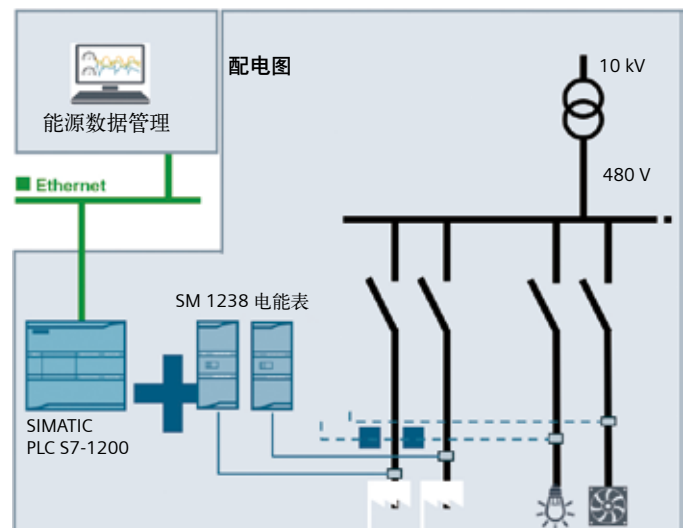 配电图
10 kV
能源数据管理
480 V
Ethernet
SM 1238 电能表
SIMATIC
PLC S7-1200